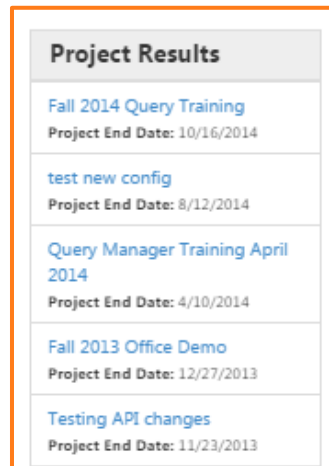 Project Results
Fall 2014 Query Training
Project End Date: 10/16/2014
test new config
Project End Date: 8/12/2014
Query Manager Training April
2014
Project End Date: 4/10/2014
Fall 2013 Office Demo
Project End Date: 12/27/2013
Testing API changes
Project End Date: 11/23/2013